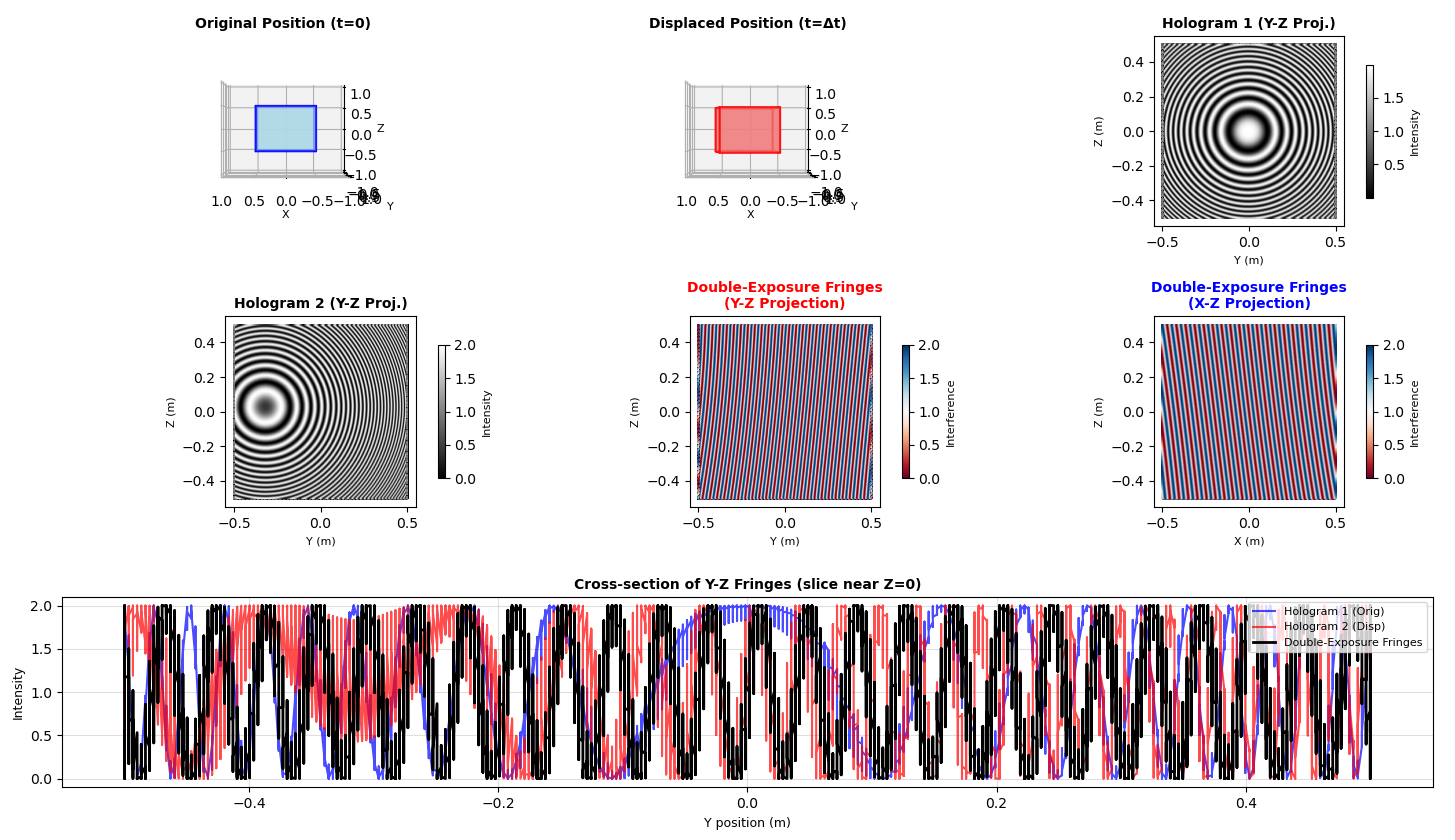 Original Position (t=0)
1.0
0.5
0.0
−0.5
−1.0
Z
1.0 0.5 0.0 −0.5 −1.0
X
Y
Displaced Position (t=Δt)
1.0
0.5
0.0
−0.5
−1.0
Z
1.0 0.5 0.0 −0.5 −1.0
X
Y
Hologram 1 (Y-Z Proj.)
0.4
0.2
0.0
−0.2
−0.4
Z (m)
−0.5 0.0 0.5
Y (m)
1.5
1.0
0.5
Intensity
Hologram 2 (Y-Z Proj.)
0.4
0.2
0.0
−0.2
−0.4
Z (m)
−0.5 0.0 0.5
Y (m)
2.0
1.5
1.0
0.5
0.0
Intensity
Double-Exposure Fringes
(Y-Z Projection)
0.4
0.2
0.0
−0.2
−0.4
Z (m)
−0.5 0.0 0.5
Y (m)
2.0
1.5
1.0
0.5
0.0
Interference
Double-Exposure Fringes
(X-Z Projection)
0.4
0.2
0.0
−0.2
−0.4
Z (m)
−0.5 0.0 0.5
X (m)
2.0
1.5
1.0
0.5
0.0
Interference
Cross-section of Y-Z Fringes (slice near Z=0)
2.0
1.5
1.0
0.5
0.0
Intensity
Hologram 1 (Orig)
Hologram 2 (Disp)
Double-Exposure Fringes
−0.4 −0.2 0.0 0.2 0.4
Y position (m)